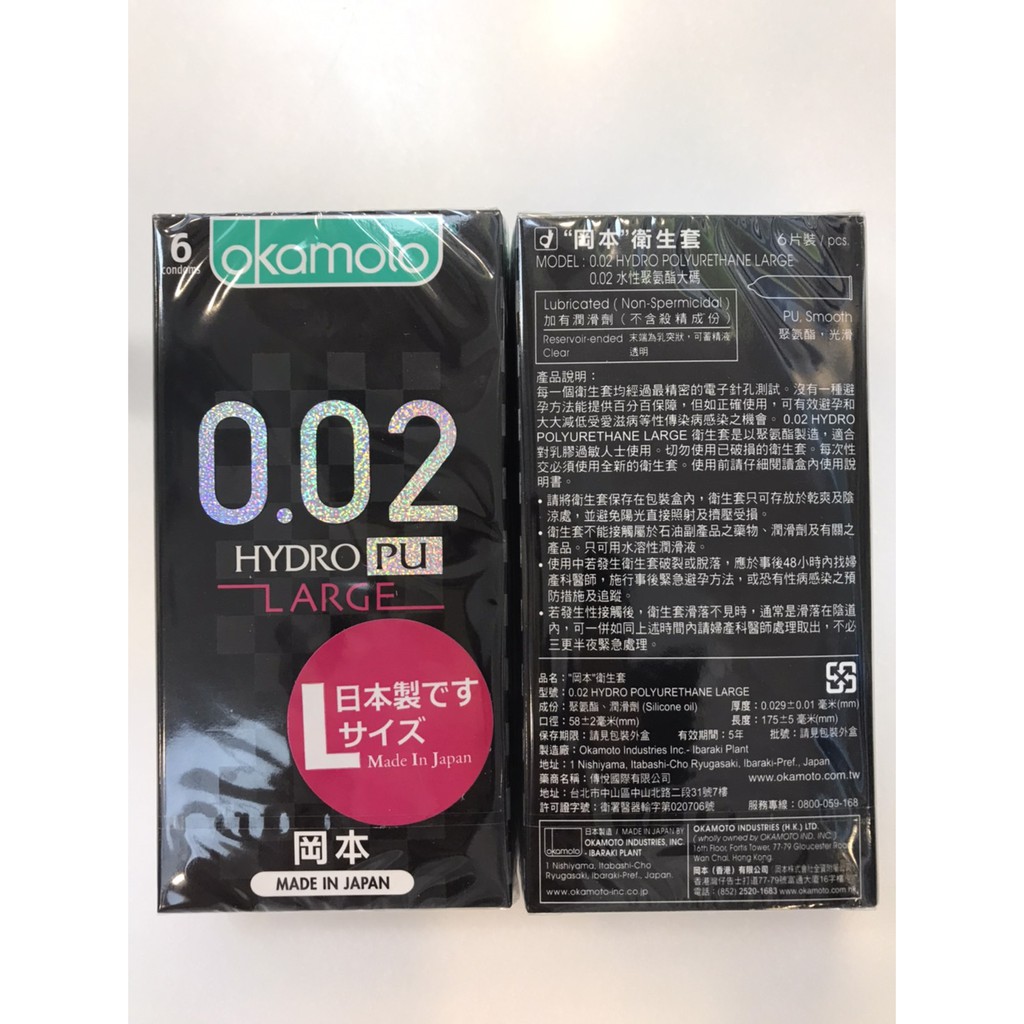 6
condoms
okamoto
0.02
HYDRO PU
LARGE
L
日本製です
サイズ
Made In Japan
岡本
MADE IN JAPAN
"岡本"衛生套
6片裝 / pcs.
MODEL : 0.02 HYDRO POLYURETHANE LARGE
0.02 水性聚氨酯大碼
Lubricated ( Non-Spermicidal )
加有潤滑劑 ( 不含殺精成份 )
Reservoir-ended 末端為乳突狀，可蓄精液
Clear 透明
PU, Smooth
聚氨酯，光滑
產品說明：
每一個衛生套均經過最精密的電子針孔測試。沒有一種避
孕方法能提供百分百保障，但如正確使用，可有效避孕和
大大減低受愛滋病等性傳染病感染之機會。 0.02 HYDRO
POLYURETHANE LARGE 衛生套是以聚氨酯製造，適合
對乳膠過敏人士使用。切勿使用已破損的衛生套。每次性
交必須使用全新的衛生套。使用前請仔細閱讀盒內使用說
明書。
• 請將衛生套保存在包裝盒內，衛生套只可存放於乾爽及陰
涼處，並避免陽光直接照射及擠壓受損。
• 衛生套不能接觸屬於石油副產品之藥物、潤滑劑及有關之
產品。只可用水溶性潤滑液。
• 使用中若發生衛生套破裂或脫落，應於事後48小時內找婦
產科醫師，施行事後緊急避孕方法，或恐有性病感染之預
防措施及追蹤。
• 若發生性接觸後，衛生套滑落不見時，通常是滑落在陰道
內，可一併如同上述時間內請婦產科醫師處理取出，不必
三更半夜緊急處理。
品名："岡本"衛生套
型號：0.02 HYDRO POLYURETHANE LARGE
成份：聚氨酯、潤滑劑 (Silicone oil) 厚度：0.029±0.01 毫米(mm)
口徑：58±2毫米(mm) 長度：175±5 毫米(mm)
保存期限：請見包裝外盒 有效期間：5年 批號：請見包裝外盒
製造廠：Okamoto Industries Inc.- Ibaraki Plant
地址：1 Nishiyama, Itabashi-Cho Ryugasaki, Ibaraki-Pref., Japan
藥商名稱：傳悅國際有限公司 www.okamoto.com.tw
地址：台北市中山區中山北路二段31號7樓
許可證字號：衛署醫器輸字第020706號 服務專線：0800-059-168
okamoto
日本製造 / MADE IN JAPAN BY
OKAMOTO INDUSTRIES, INC.
- IBARAKI PLANT
1 Nishiyama, Itabashi-Cho
Ryugasaki, Ibaraki-Pref., Japan
www.okamoto-inc.co.jp
OKAMOTO INDUSTRIES (H.K.) LTD.
( wholly owned by OKAMOTO IND., INC. )
16th Floor, Fortis Tower, 77-79 Gloucester Road
Wan Chai, Hong Kong.
岡本 (香港) 有限公司
香港灣仔告士打道77-79號富通大廈16字樓
電話：(852) 2520-1683 www.okamoto.com.hk